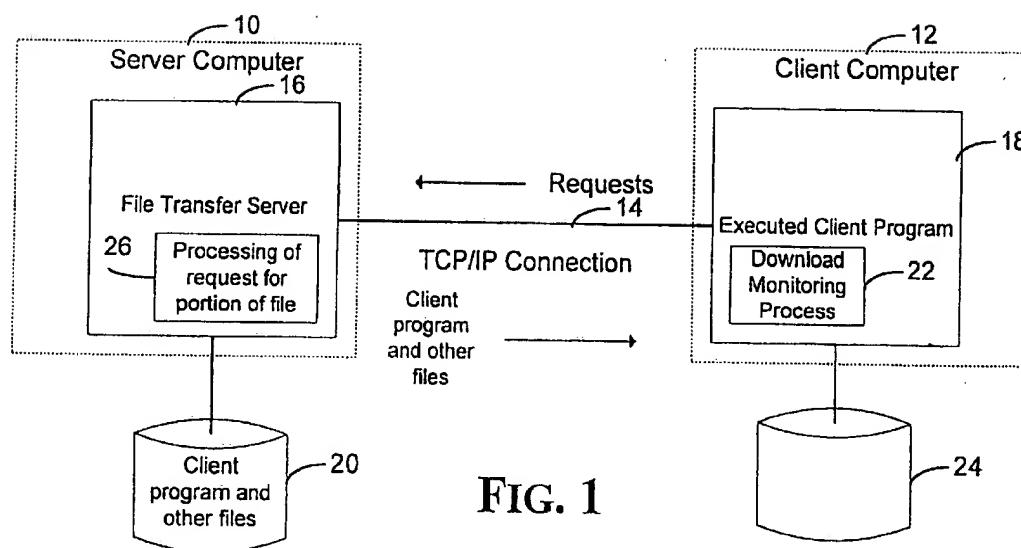 10
Server Computer
16
File Transfer Server
26
Processing of
request for
portion of file
Client
program and
other files
20
Requests
14
TCP/IP Connection
Client
program
and other
files
12
Client Computer
18
Executed Client Program
Download
Monitoring
Process
22
24
FIG. 1